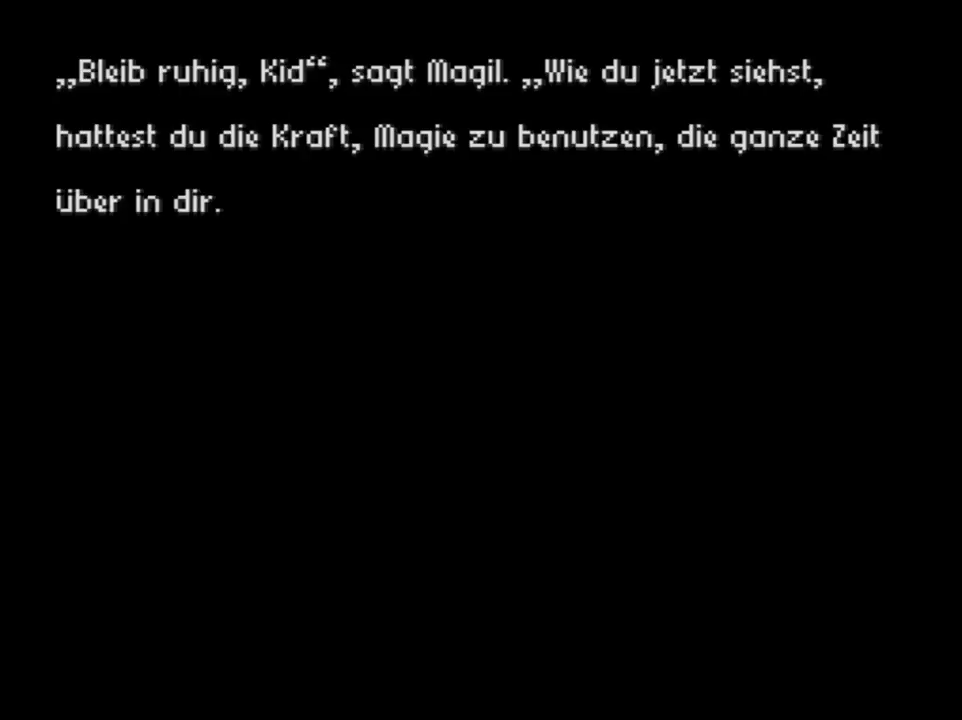 „Bleib ruhig, Kid“, sagt Magil. „Wie du jetzt siehst,
hattest du die Kraft, Magie zu benutzen, die ganze Zeit
über in dir.